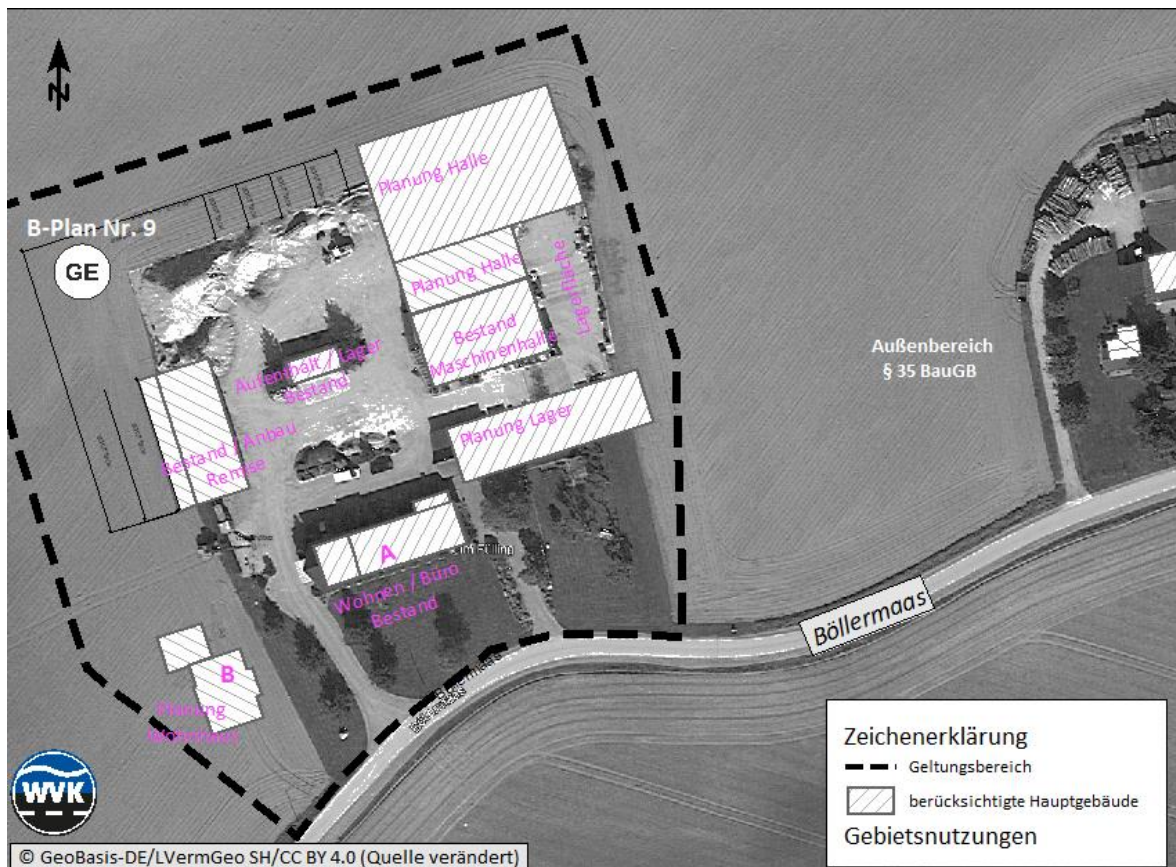 N
Planung Halle
B-Plan Nr. 9
GE
Planung Halle
Lagerfläche
Bestand
Maschinenhalle
Außenbereich
§ 35 BauGB
Aufenthalt / Lager
Bestand
Planung Lager
Bestand / Anbau
Remise
A
Wohnen / Büro
Bestand
Böllermaas
B
Planung
Wohnhaus
Zeichenerklärung
Geltungsbereich
berücksichtigte Hauptgebäude
Gebietsnutzungen
WVK
© GeoBasis-DE/LVermGeo SH/CC BY 4.0 (Quelle verändert)